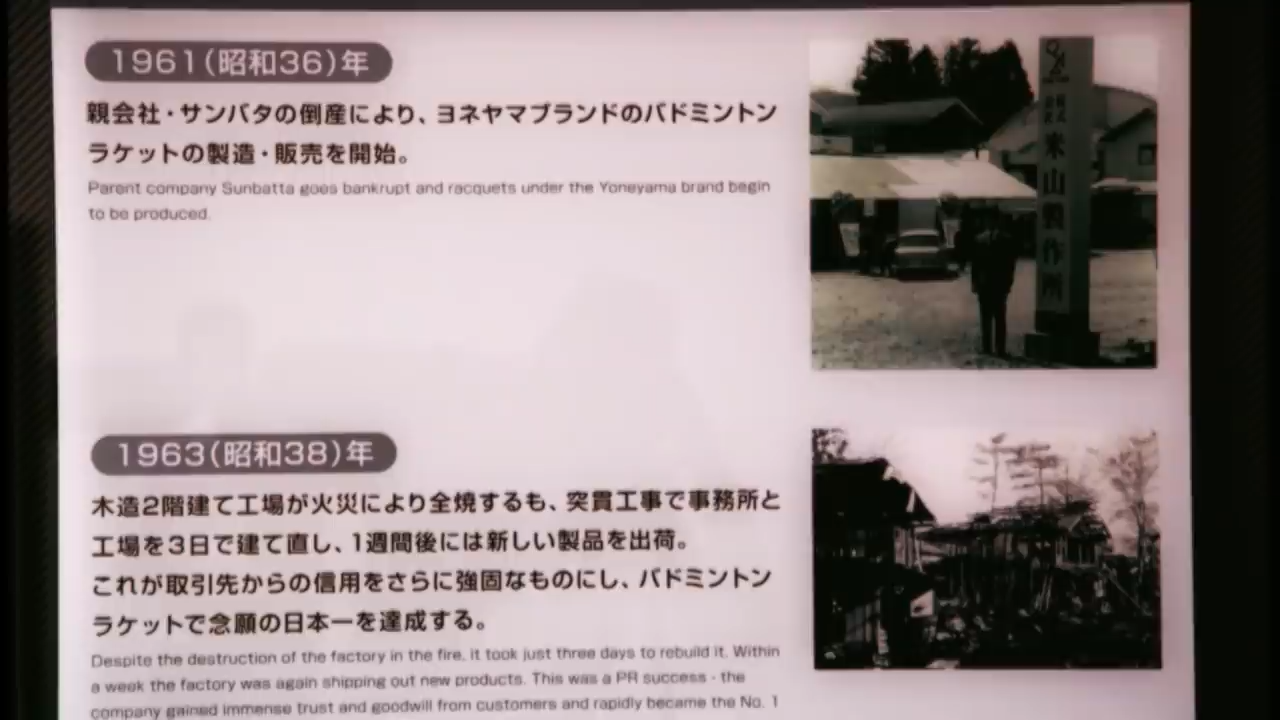 1961(昭和36)年
親会社・サンバタの倒産により、ヨネヤマブランドのバドミントン
ラケットの製造・販売を開始。
Parent company Sunbatta goes bankrupt and racquets under the Yoneyama brand begin
to be produced.
米山製作所
1963(昭和38)年
木造2階建て工場が火災により全焼するも、突貫工事で事務所と
工場を3日で建て直し、1週間後には新しい製品を出荷。
これが取引先からの信用をさらに強固なものにし、バドミントン
ラケットで念願の日本一を達成する。
Despite the destruction of the factory in the fire, it took just three days to rebuild it. Within
a week the factory was again shipping out new products. This was a PR success - the
company gained immense trust and goodwill from customers and rapidly became the No. 1